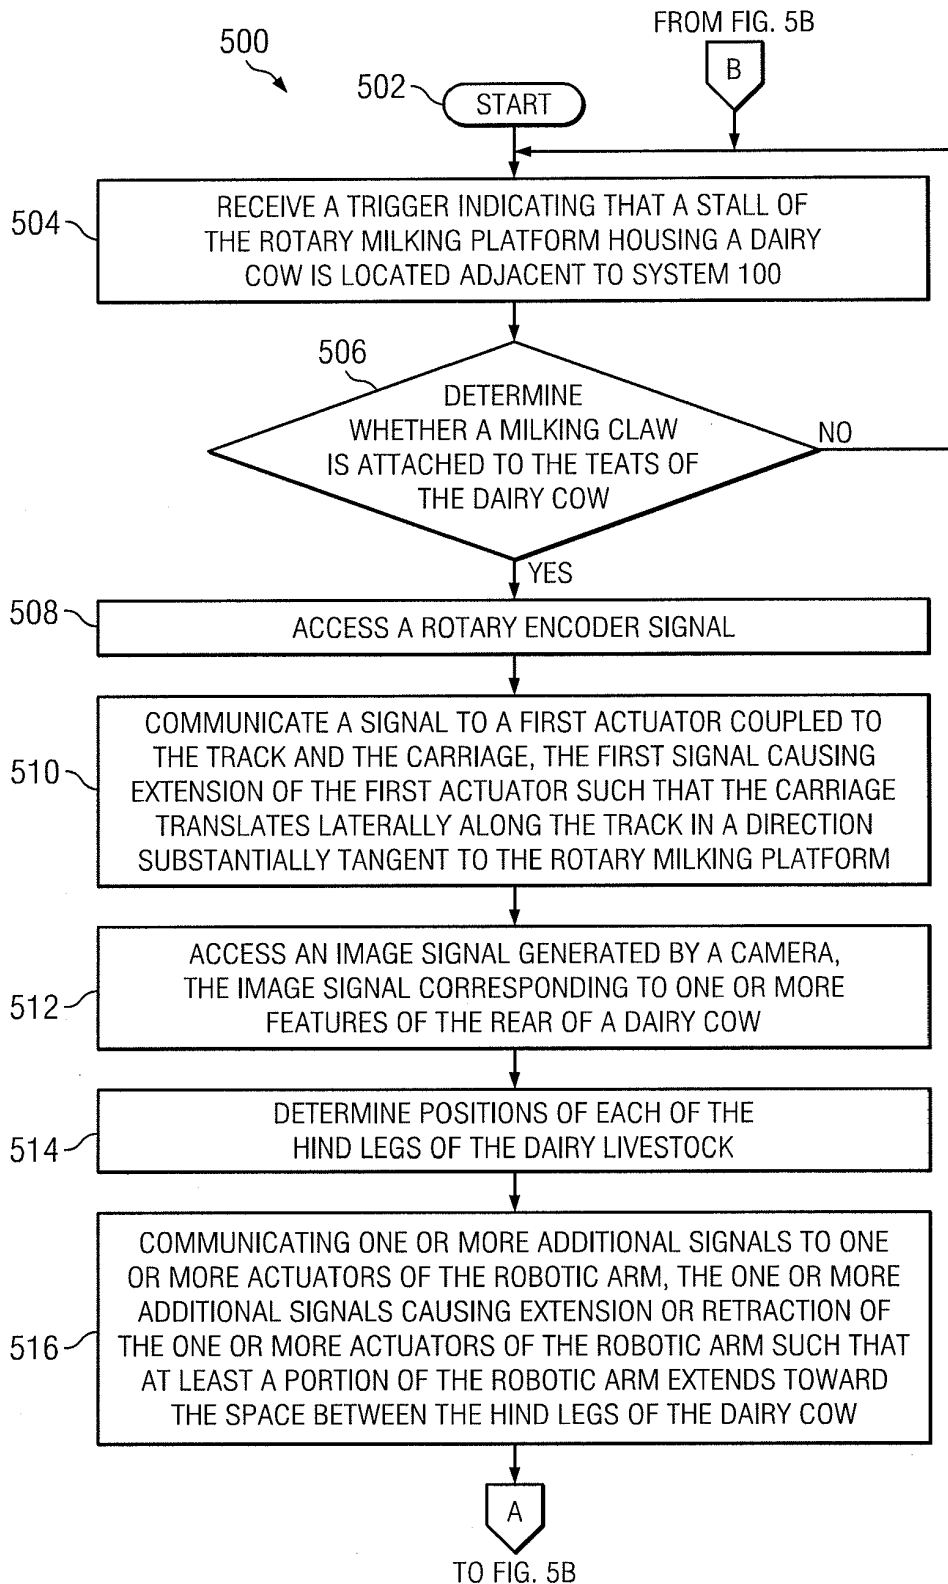 FROM FIG. 5B
B
500
502
START
504
RECEIVE A TRIGGER INDICATING THAT A STALL OF
THE ROTARY MILKING PLATFORM HOUSING A DAIRY
COW IS LOCATED ADJACENT TO SYSTEM 100
506
DETERMINE
WHETHER A MILKING CLAW
IS ATTACHED TO THE TEATS OF
THE DAIRY COW
NO
YES
508
ACCESS A ROTARY ENCODER SIGNAL
510
COMMUNICATE A SIGNAL TO A FIRST ACTUATOR COUPLED TO
THE TRACK AND THE CARRIAGE, THE FIRST SIGNAL CAUSING
EXTENSION OF THE FIRST ACTUATOR SUCH THAT THE CARRIAGE
TRANSLATES LATERALLY ALONG THE TRACK IN A DIRECTION
SUBSTANTIALLY TANGENT TO THE ROTARY MILKING PLATFORM
512
ACCESS AN IMAGE SIGNAL GENERATED BY A CAMERA,
THE IMAGE SIGNAL CORRESPONDING TO ONE OR MORE
FEATURES OF THE REAR OF A DAIRY COW
514
DETERMINE POSITIONS OF EACH OF THE
HIND LEGS OF THE DAIRY LIVESTOCK
516
COMMUNICATING ONE OR MORE ADDITIONAL SIGNALS TO ONE
OR MORE ACTUATORS OF THE ROBOTIC ARM, THE ONE OR MORE
ADDITIONAL SIGNALS CAUSING EXTENSION OR RETRACTION OF
THE ONE OR MORE ACTUATORS OF THE ROBOTIC ARM SUCH THAT
AT LEAST A PORTION OF THE ROBOTIC ARM EXTENDS TOWARD
THE SPACE BETWEEN THE HIND LEGS OF THE DAIRY COW
A
TO FIG. 5B